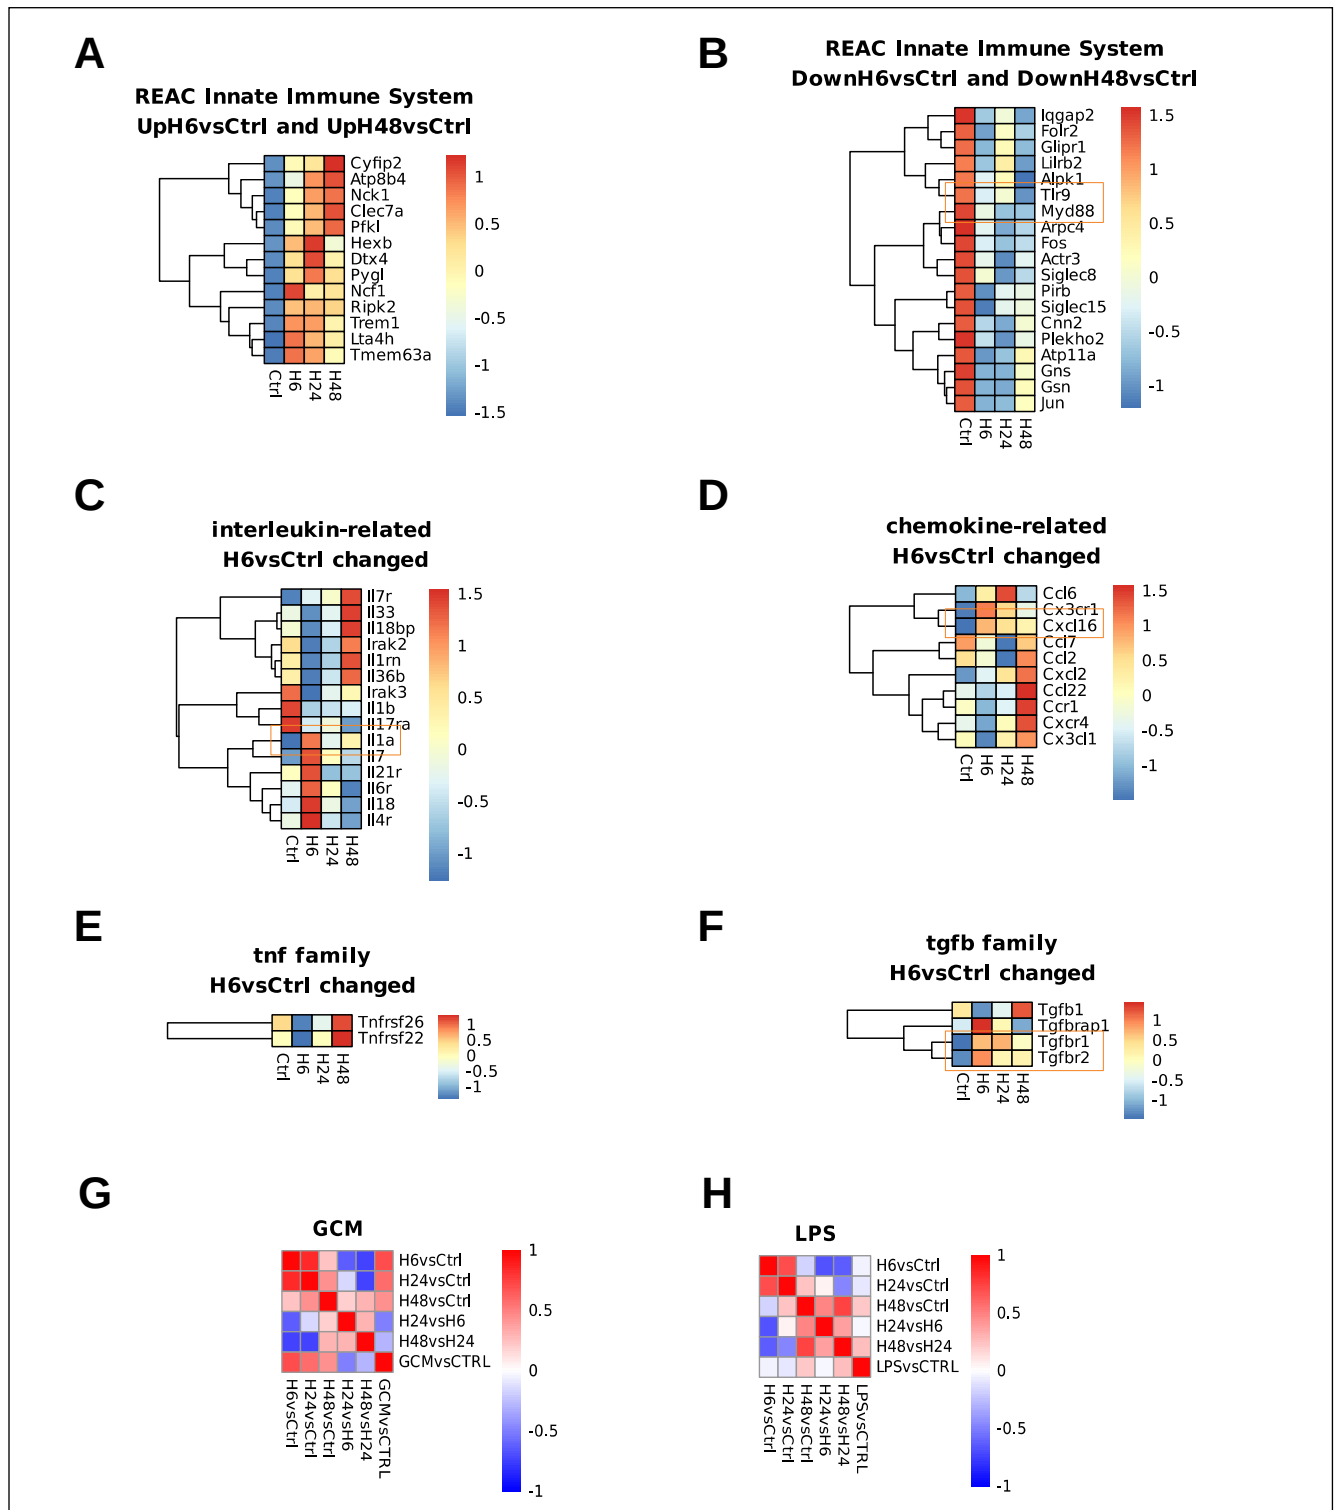 A
REAC Innate Immune System
UpH6vsCtrl and UpH48vsCtrl
Cyfip2
Atp8b4
Nck1
Clec7a
Pfkl
Hexb
Dtx4
Pygl
Ncf1
Ripk2
Trem1
Lta4h
Tmem63a
Ctrl
H6
H24
H48
1
0.5
0
-0.5
-1
-1.5
B
REAC Innate Immune System
DownH6vsCtrl and DownH48vsCtrl
Iqgap2
Folr2
Glipr1
Lilrb2
Alpk1
Tlr9
Myd88
Arpc4
Fos
Actr3
Siglec8
Pirb
Siglec15
Cnn2
Plekho2
Atp11a
Gns
Gsn
Jun
Ctrl
H6
H24
H48
1.5
1
0.5
0
-0.5
-1
C
interleukin-related
H6vsCtrl changed
Il7r
Il33
Il18bp
Irak2
Il1rn
Il36b
Irak3
Il1b
Il17ra
Il1a
Il7
Il21r
Il6r
Il18
Il4r
Ctrl
H6
H24
H48
1.5
1
0.5
0
-0.5
-1
D
chemokine-related
H6vsCtrl changed
Ccl6
Cx3cr1
Cxcl16
Ccl7
Ccl2
Cxcl2
Ccl22
Ccr1
Cxcr4
Cx3cl1
Ctrl
H6
H24
H48
1.5
1
0.5
0
-0.5
-1
E
tnf family
H6vsCtrl changed
Tnfrsf26
Tnfrsf22
Ctrl
H6
H24
H48
1
0.5
0
-0.5
-1
F
tgfb family
H6vsCtrl changed
Tgfb1
Tgfbrap1
Tgfbr1
Tgfbr2
Ctrl
H6
H24
H48
1
0.5
0
-0.5
-1
G
GCM
H6vsCtrl
H24vsCtrl
H48vsCtrl
H24vsH6
H48vsH24
GCMvsCTRL
H6vsCtrl
H24vsCtrl
H48vsCtrl
H24vsH6
H48vsH24
GCMvsCTRL
1
0.5
0
-0.5
-1
H
LPS
H6vsCtrl
H24vsCtrl
H48vsCtrl
H24vsH6
H48vsH24
LPSvsCTRL
H6vsCtrl
H24vsCtrl
H48vsCtrl
H24vsH6
H48vsH24
LPSvsCTRL
1
0.5
0
-0.5
-1